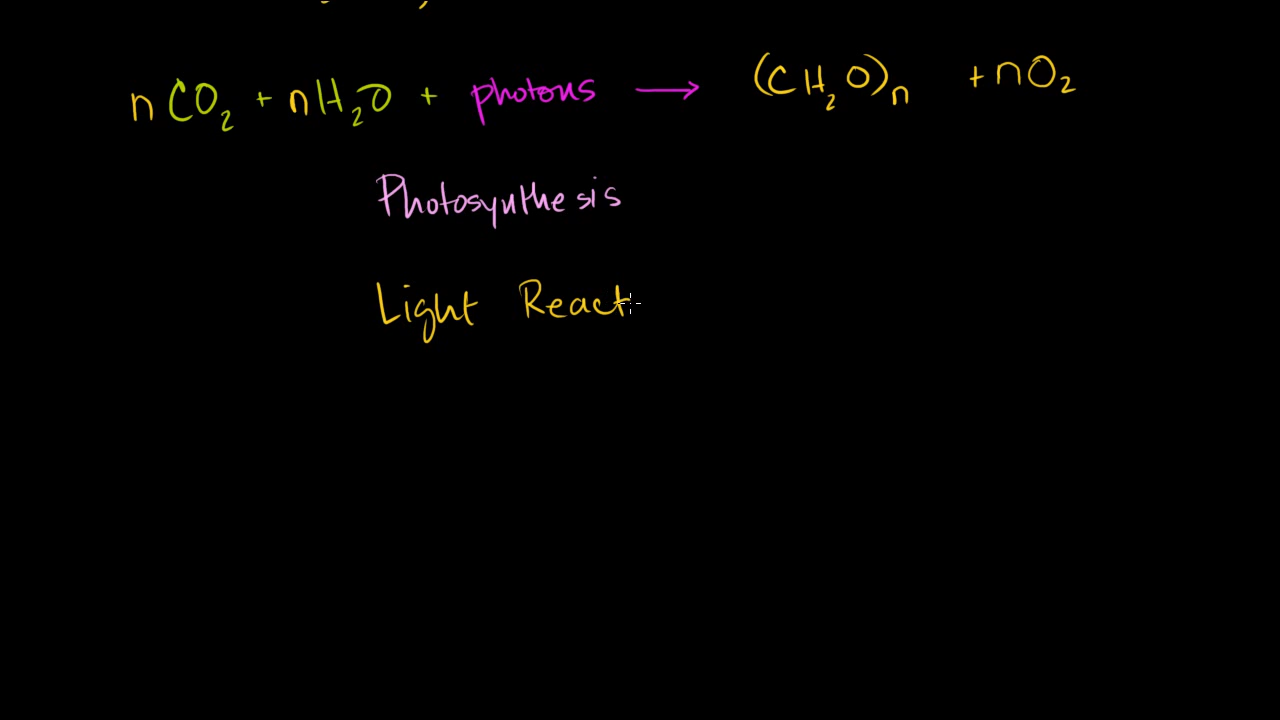 nCO₂ + nH₂O + photons → (CH₂O)n + nO₂
Photosynthesis
Light React